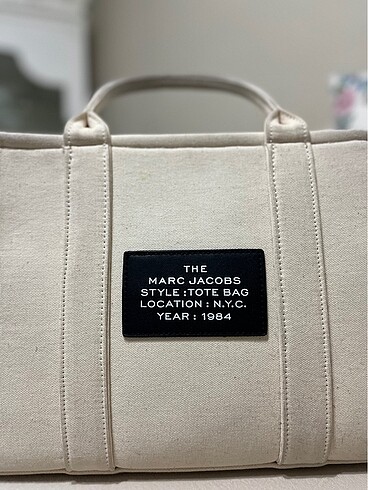 THE
MARC JACOBS
STYLE : TOTE BAG
LOCATION : N.Y.C.
YEAR : 1984